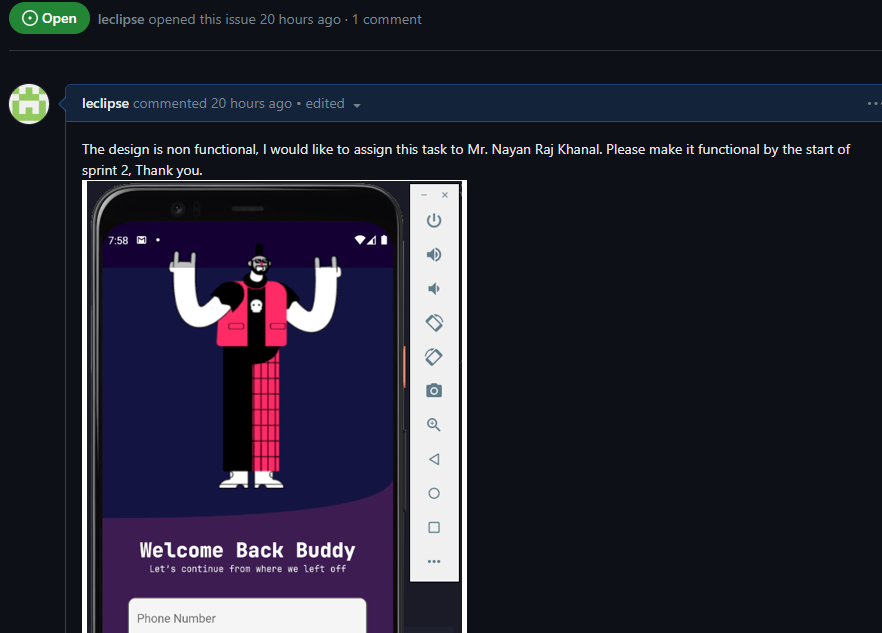 Open leclipse opened this issue 20 hours ago · 1 comment
leclipse commented 20 hours ago • edited
The design is non functional, I would like to assign this task to Mr. Nayan Raj Khanal. Please make it functional by the start of
sprint 2, Thank you.
7:58
Welcome Back Buddy
Let's continue from where we left off
Phone Number